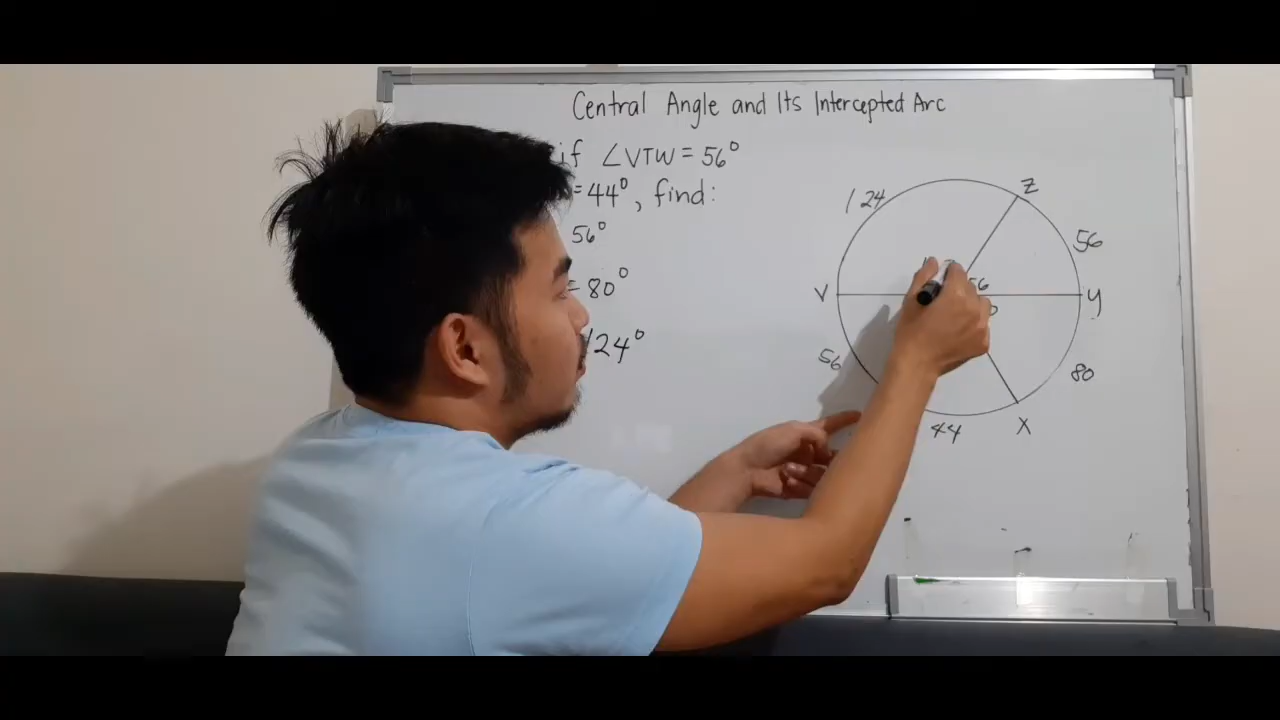 Central Angle and Its Intercepted Arc
if ∠VTW = 56°
= 44°, find:
56°
= 80°
124°
Z
124
56
56
V
Y
56
80
44
X